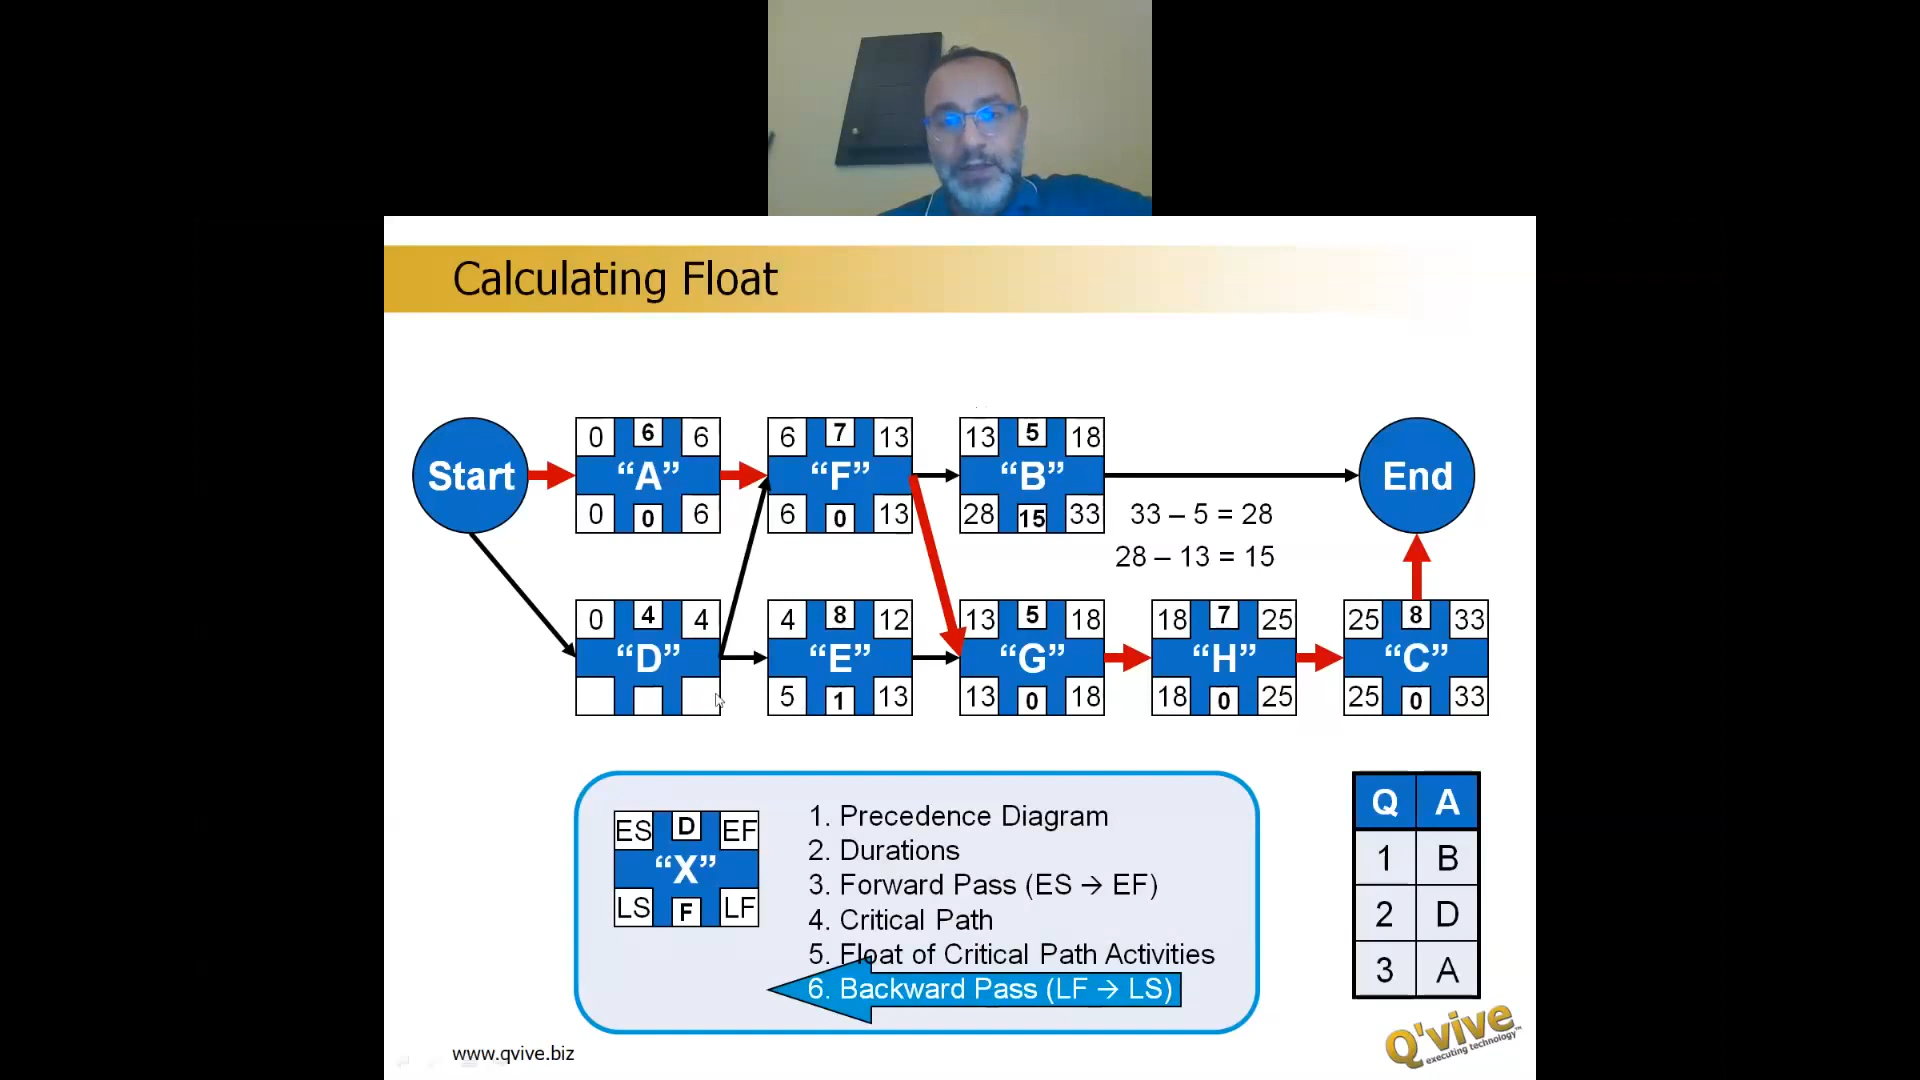 Calculating Float
Start
0 6 6
“A”
0 0 6
6 7 13
“F”
6 0 13
13 5 18
“B”
28 15 33
33 – 5 = 28
28 – 13 = 15
End
0 4 4
“D”
4 8 12
“E”
5 1 13
13 5 18
“G”
13 0 18
18 7 25
“H”
18 0 25
25 8 33
“C”
25 0 33
ES D EF
“X”
LS F LF
1. Precedence Diagram
2. Durations
3. Forward Pass (ES → EF)
4. Critical Path
5. Float of Critical Path Activities
6. Backward Pass (LF → LS)
Q A
1 B
2 D
3 A
www.qvive.biz
Q'vive™
executing technology